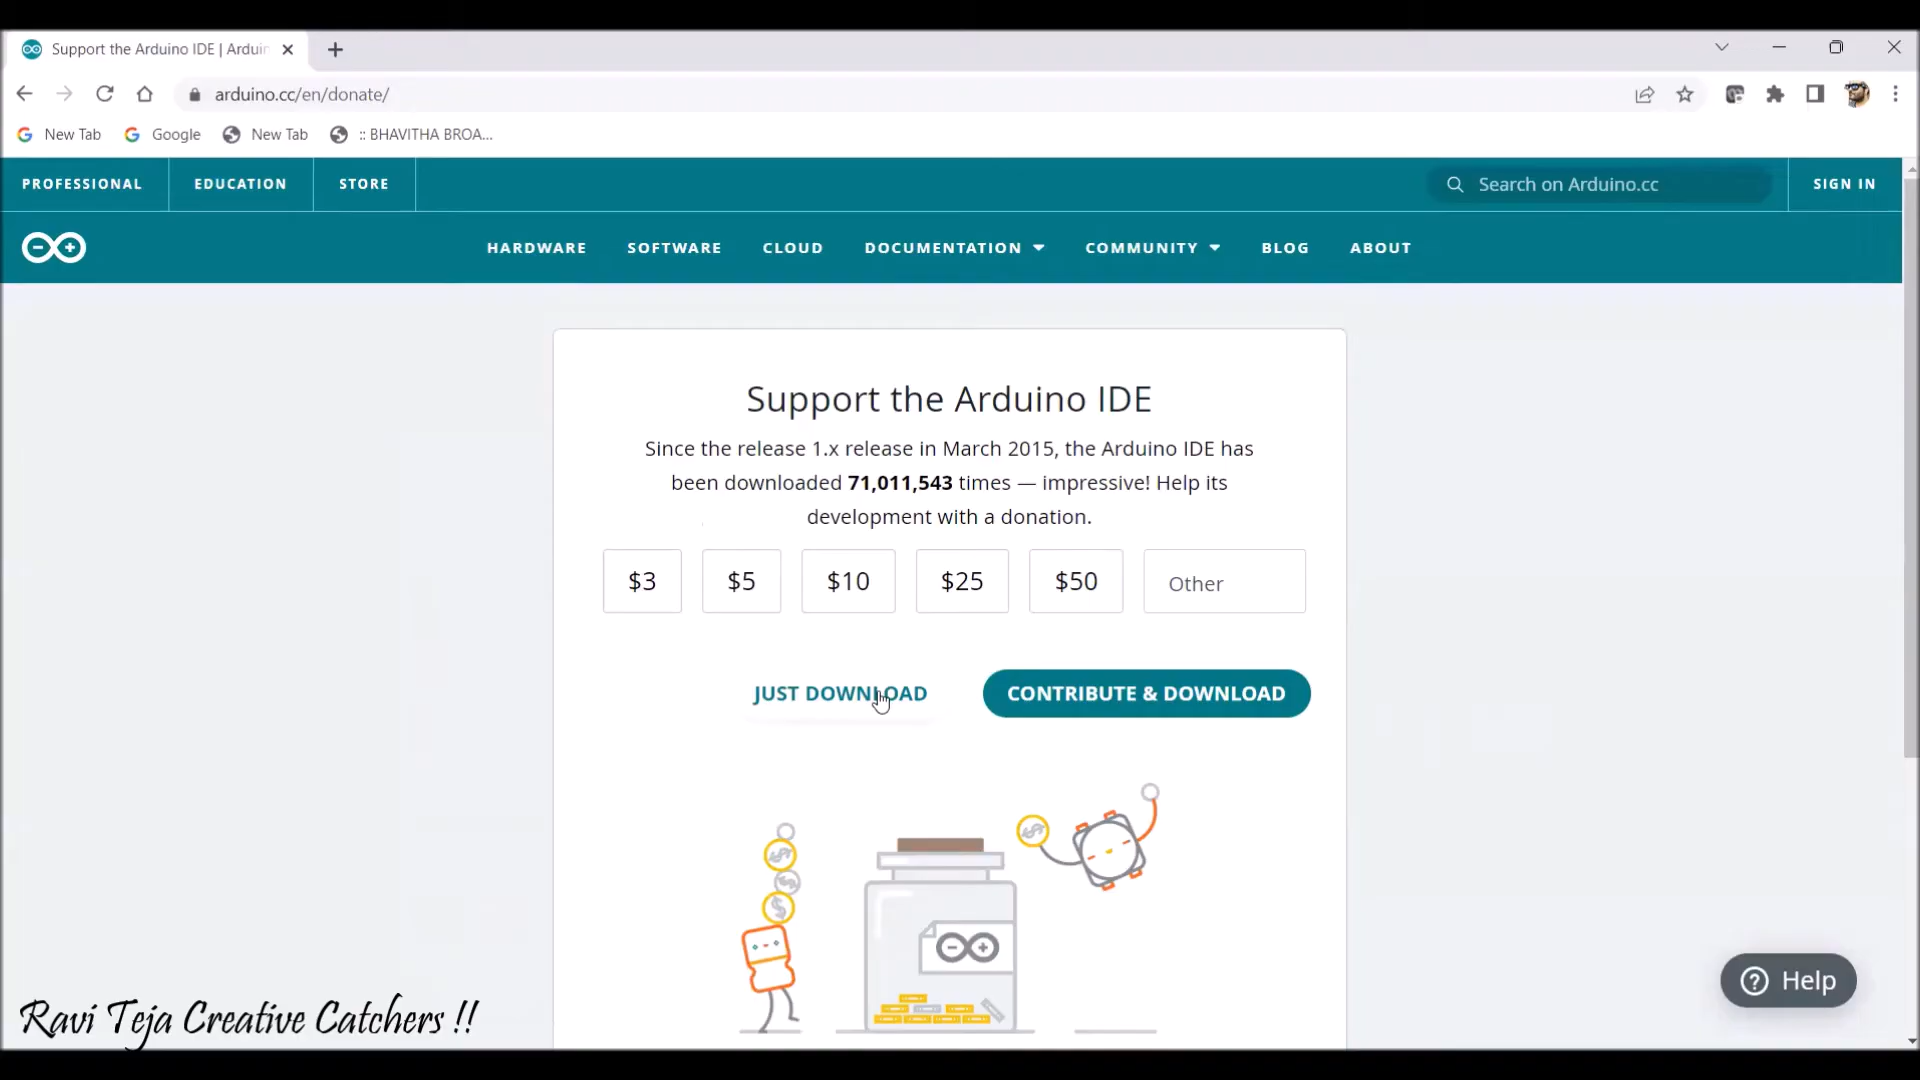 Support the Arduino IDE | Arduin
arduino.cc/en/donate/
New Tab
Google
New Tab
:: BHAVITHA BROA...
PROFESSIONAL
EDUCATION
STORE
Search on Arduino.cc
SIGN IN
HARDWARE
SOFTWARE
CLOUD
DOCUMENTATION
COMMUNITY
BLOG
ABOUT
Support the Arduino IDE
Since the release 1.x release in March 2015, the Arduino IDE has
been downloaded 71,011,543 times — impressive! Help its
development with a donation.
$3
$5
$10
$25
$50
Other
JUST DOWNLOAD
CONTRIBUTE & DOWNLOAD
Help
Ravi Teja Creative Catchers !!